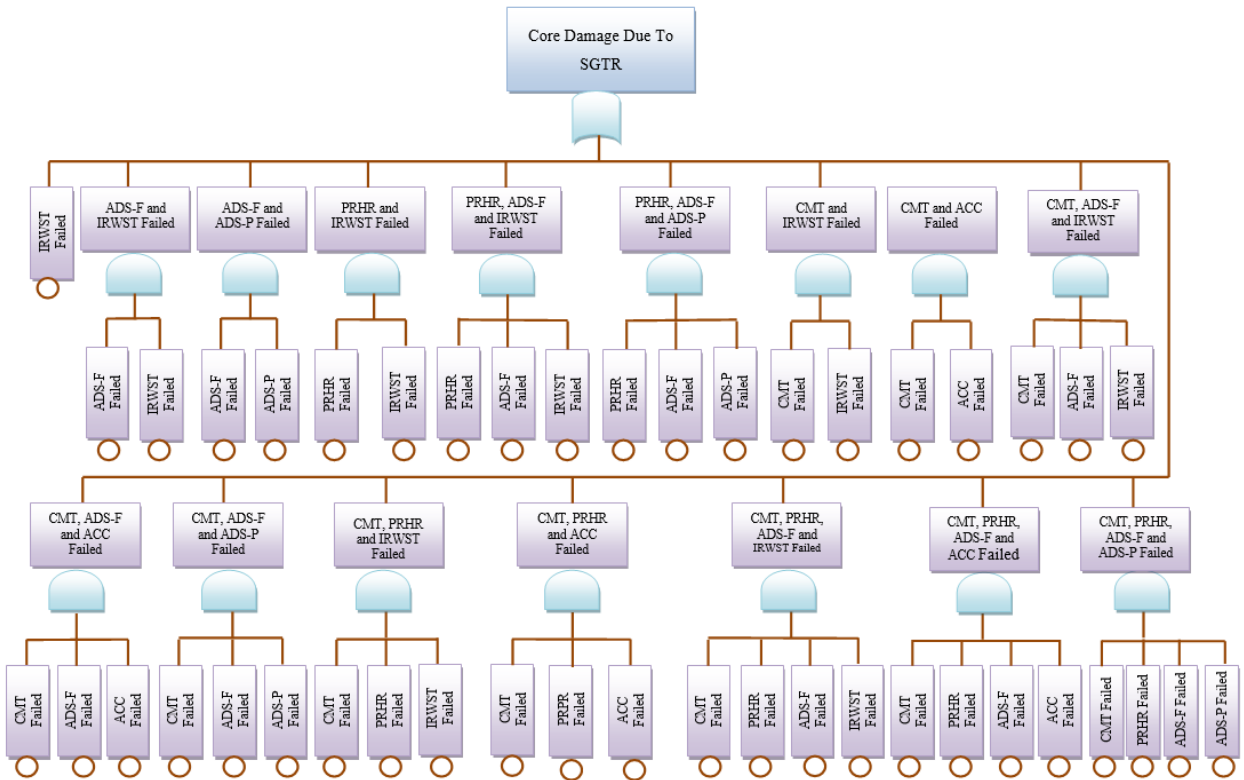 Core Damage Due To
SGTR
IRWST
Failed
ADS-F and
IRWST Failed
ADS-F and
ADS-P Failed
PRHR and
IRWST Failed
PRHR, ADS-F
and IRWST
Failed
PRHR, ADS-F
and ADS-P
Failed
CMT and
IRWST Failed
CMT and ACC
Failed
CMT, ADS-F
and IRWST
Failed
ADS-F
Failed
IRWST
Failed
ADS-F
Failed
ADS-P
Failed
PRHR
Failed
IRWST
Failed
PRHR
Failed
ADS-F
Failed
IRWST
Failed
PRHR
Failed
ADS-F
Failed
ADS-P
Failed
CMT
Failed
IRWST
Failed
CMT
Failed
ACC
Failed
CMT
Failed
ADS-F
Failed
IRWST
Failed
CMT, ADS-F
and ACC
Failed
CMT, ADS-F
and ADS-P
Failed
CMT, PRHR
and IRWST
Failed
CMT, PRHR
and ACC
Failed
CMT, PRHR,
ADS-F and
IRWST Failed
CMT, PRHR,
ADS-F and
ACC Failed
CMT, PRHR,
ADS-F and
ADS-P Failed
CMT
Failed
ADS-F
Failed
ACC
Failed
CMT
Failed
ADS-F
Failed
ADS-P
Failed
CMT
Failed
PRHR
Failed
IRWST
Failed
CMT
Failed
PRPR
Failed
ACC
Failed
CMT
Failed
PRHR
Failed
ADS-F
Failed
IRWST
Failed
CMT
Failed
PRHR
Failed
ADS-F
Failed
ACC
Failed
CMT Failed
PRHR Failed
ADS-F Failed
ADS-P Failed